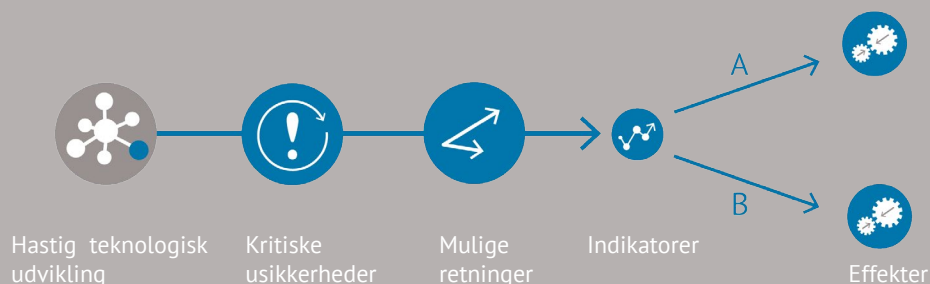 A
B
Hastig teknologisk
udvikling
Kritiske
usikkerheder
Mulige
retninger
Indikatorer
Effekter